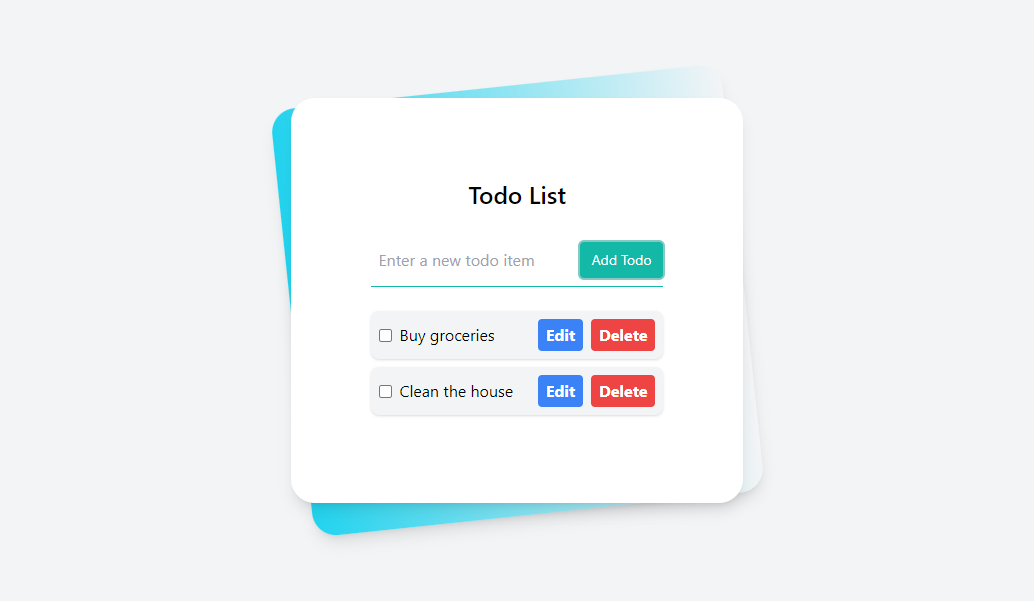 Todo List
Enter a new todo item Add Todo
Buy groceries Edit Delete
Clean the house Edit Delete